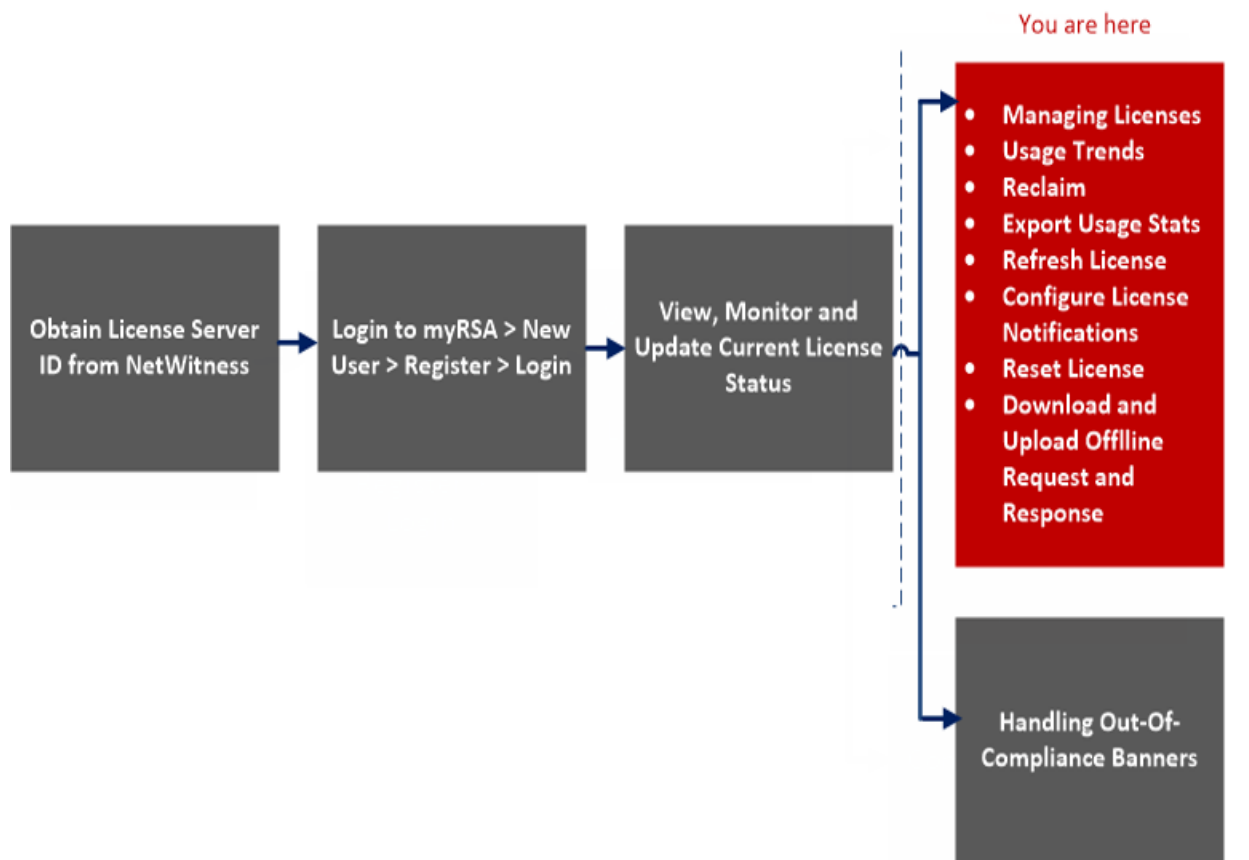 You are here
• Managing Licenses
• Usage Trends
• Reclaim
• Export Usage Stats
• Refresh License
• Configure License
Notifications
• Reset License
• Download and
Upload Offlline
Request and
Response
Obtain License Server
ID from NetWitness
Login to myRSA > New
User > Register > Login
View, Monitor and
Update Current License
Status
Handling Out-Of-
Compliance Banners